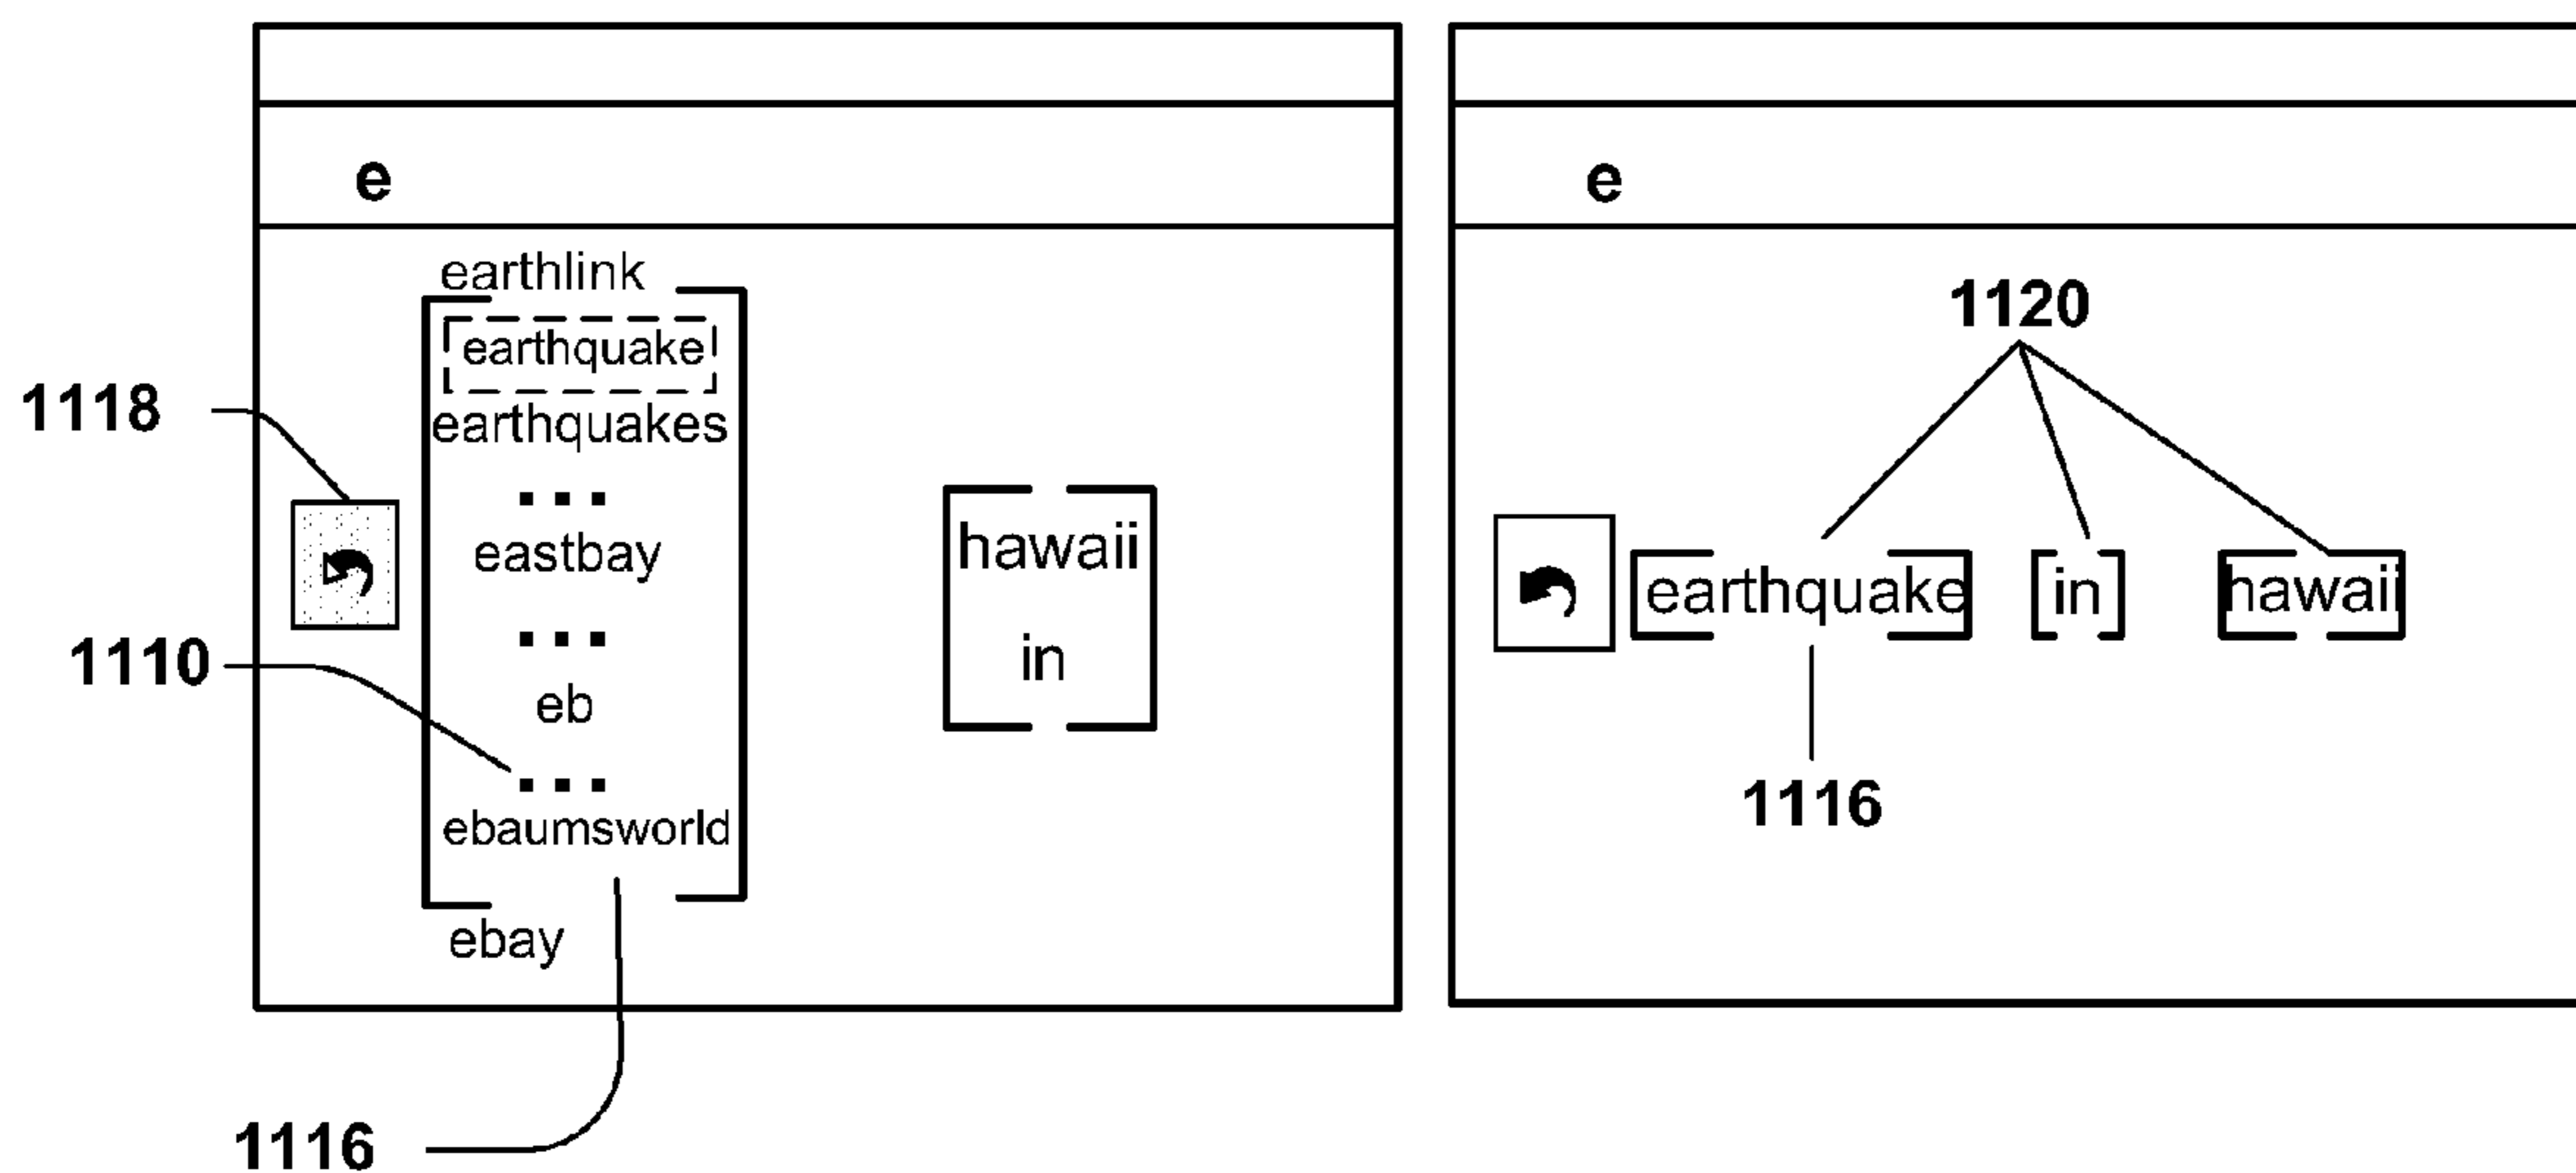 e
earthlink
earthquake
earthquakes
...
eastbay
...
eb
...
ebaumsworld
ebay
hawaii
in
1118
1110
1116
e
1120
earthquake in hawaii
1116